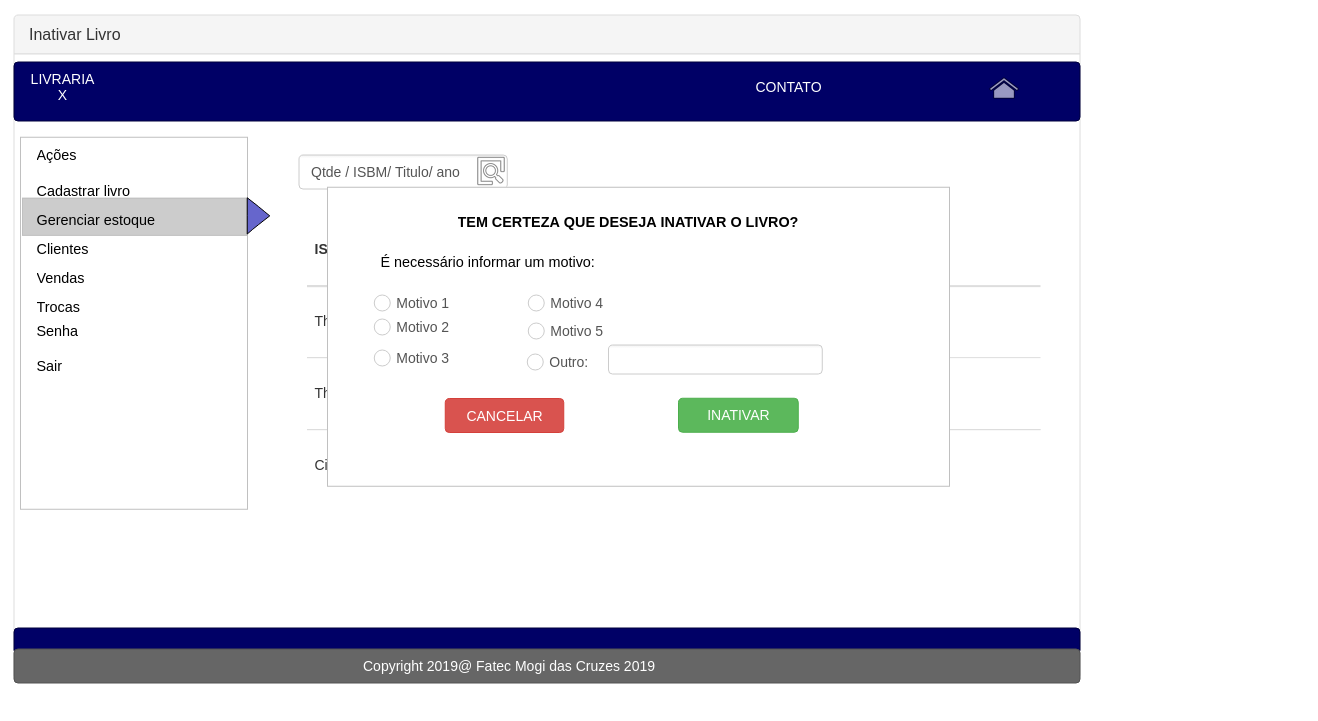 Inativar Livro
LIVRARIA
X
CONTATO
Ações
Cadastrar livro
Gerenciar estoque
Clientes
Vendas
Trocas
Senha
Sair
Qtde / ISBM/ Titulo/ ano
IS
Th
Th
Ci
TEM CERTEZA QUE DESEJA INATIVAR O LIVRO?
É necessário informar um motivo:
Motivo 1
Motivo 4
Motivo 2
Motivo 5
Motivo 3
Outro:
CANCELAR
INATIVAR
Copyright 2019@ Fatec Mogi das Cruzes 2019